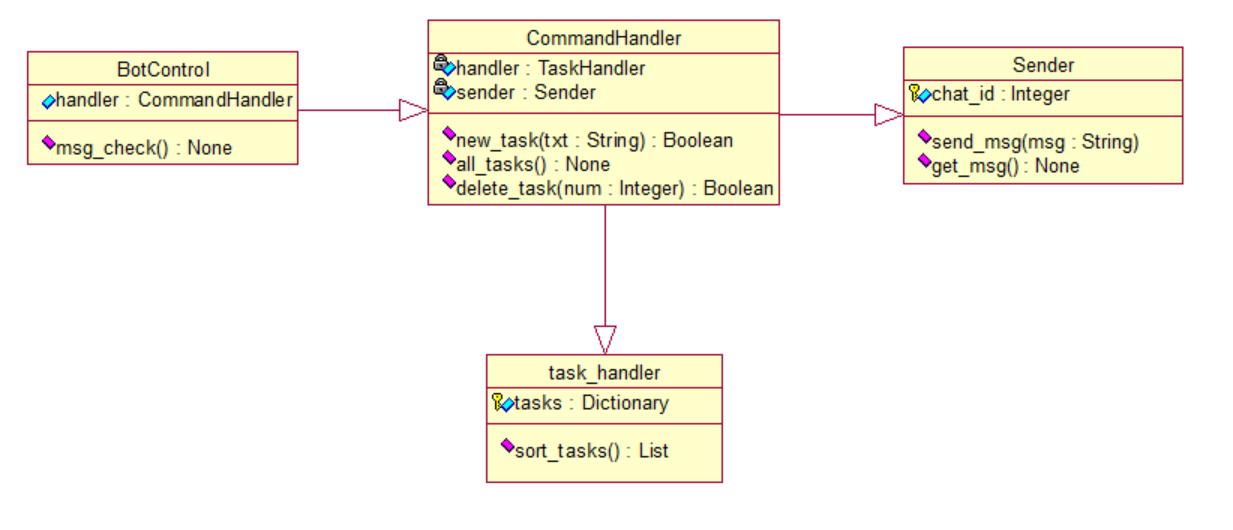 BotControl
handler : CommandHandler
msg_check() : None
CommandHandler
handler : TaskHandler
sender : Sender
new_task(txt : String) : Boolean
all_tasks() : None
delete_task(num : Integer) : Boolean
Sender
chat_id : Integer
send_msg(msg : String)
get_msg() : None
task_handler
tasks : Dictionary
sort_tasks() : List